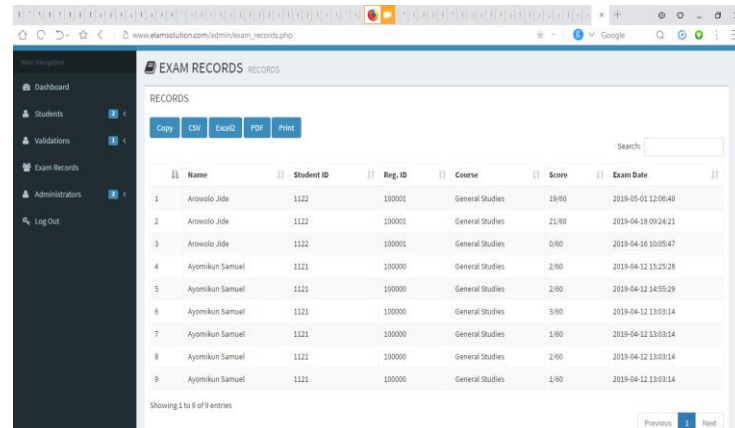 www.elamsolution.com/admin/exam_records.php
Google
Main Navigation
Dashboard
Students 2
Validations 1
Exam Records
Administrators 2
Log Out
EXAM RECORDS RECORDS
RECORDS
Copy CSV Excel2 PDF Print
Search:
Name Student ID Reg. ID Course Score Exam Date
1 Arowolo Jide 1122 100001 General Studies 19/60 2019-05-01 12:06:40
2 Arowolo Jide 1122 100001 General Studies 21/60 2019-04-18 09:24:21
3 Arowolo Jide 1122 100001 General Studies 0/60 2019-04-16 10:05:47
4 Ayomikun Samuel 1121 100000 General Studies 2/60 2019-04-12 15:25:28
5 Ayomikun Samuel 1121 100000 General Studies 2/60 2019-04-12 14:55:29
6 Ayomikun Samuel 1121 100000 General Studies 3/60 2019-04-12 13:03:14
7 Ayomikun Samuel 1121 100000 General Studies 1/60 2019-04-12 13:03:14
8 Ayomikun Samuel 1121 100000 General Studies 2/60 2019-04-12 13:03:14
9 Ayomikun Samuel 1121 100000 General Studies 1/60 2019-04-12 13:03:14
Showing 1 to 9 of 9 entries
Previous 1 Next